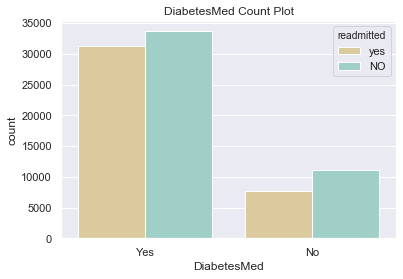 DiabetesMed Count Plot
35000
30000
25000
20000
15000
10000
5000
0
count
readmitted
yes
NO
Yes No
DiabetesMed